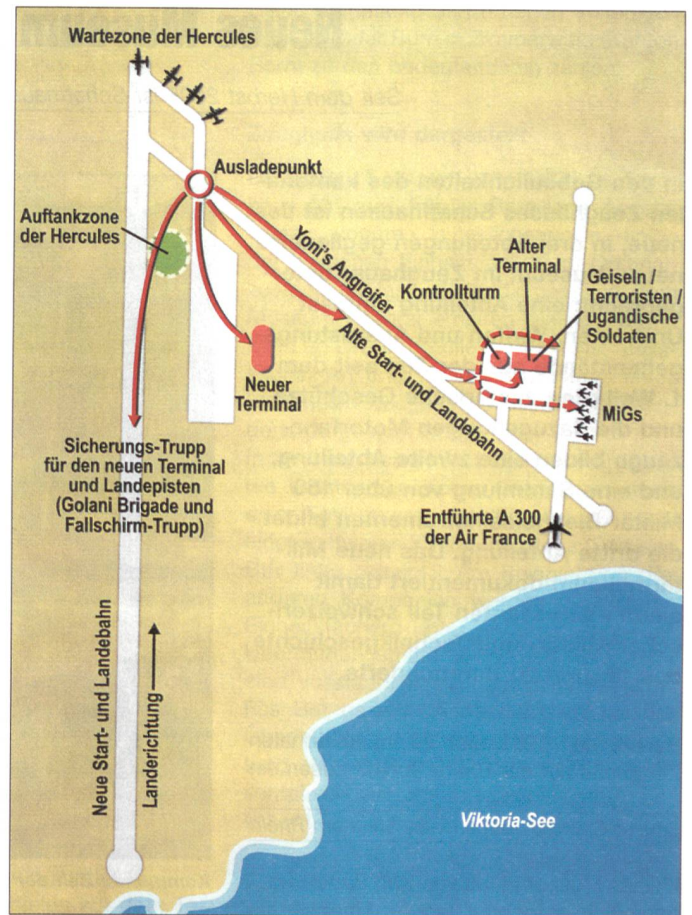 Wartezone der Hercules
Ausladepunkt
Auftankzone
der Hercules
Yoni's Angreifer
Alter
Terminal
Kontrollturm
Geiseln /
Terroristen /
ugandische
Soldaten
Alte Start- und Landebahn
Neuer
Terminal
MiGs
Sicherungs-Trupp
für den neuen Terminal
und Landepisten
(Golani Brigade und
Fallschirm-Trupp)
Entführte A 300
der Air France
Neue Start- und Landebahn
Landerichtung
Viktoria-See